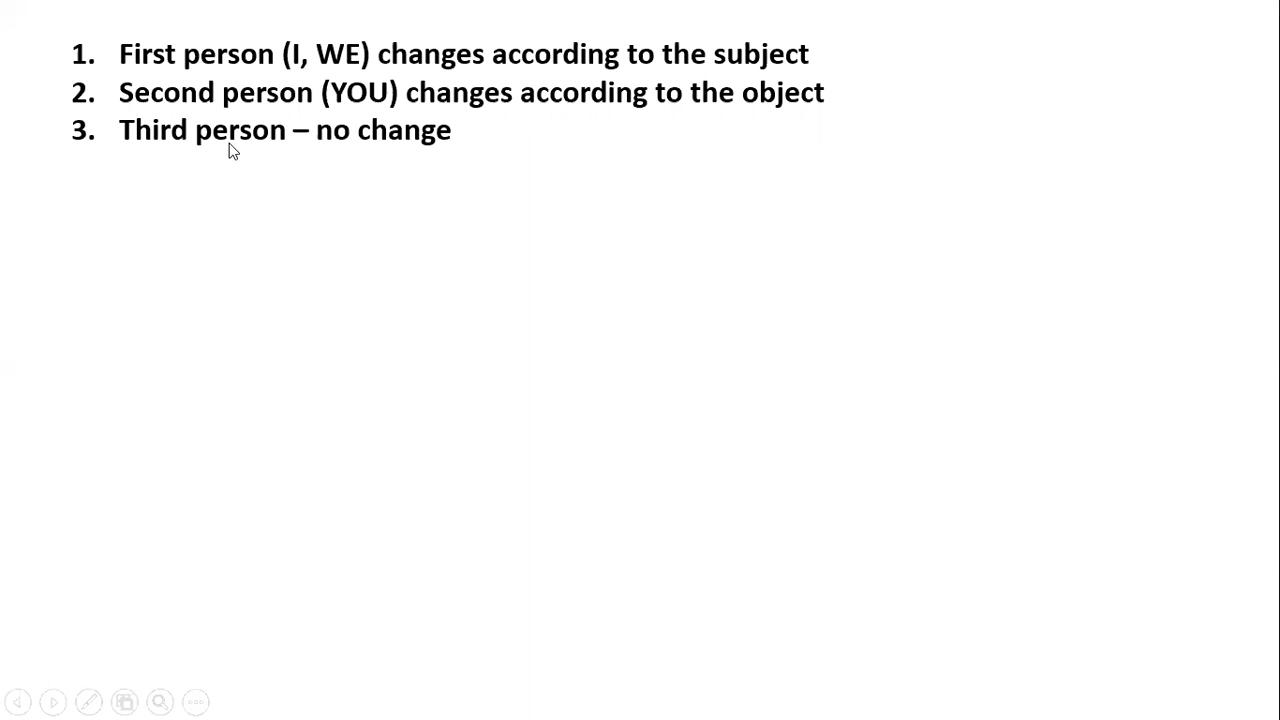 1. First person (I, WE) changes according to the subject
2. Second person (YOU) changes according to the object
3. Third person – no change